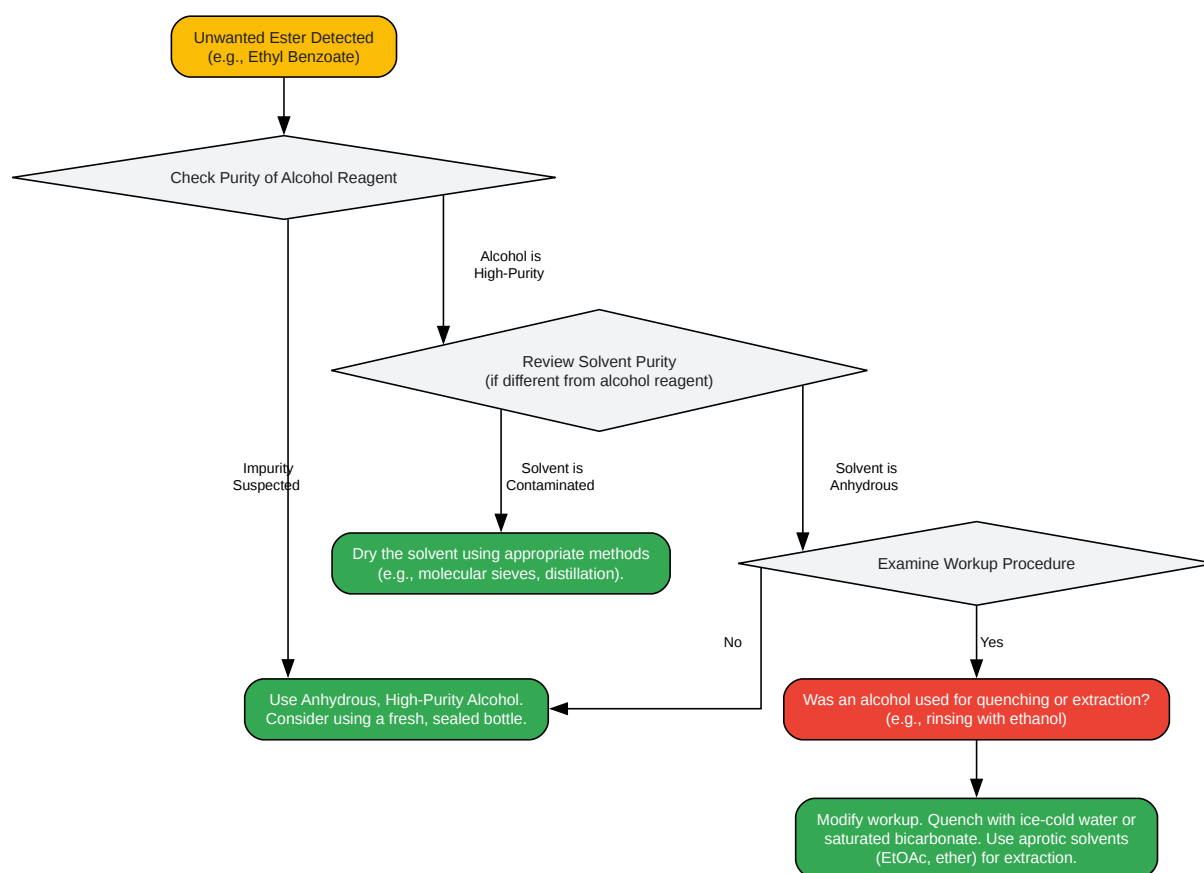 Unwanted Ester Detected
(e.g., Ethyl Benzoate)
Check Purity of Alcohol Reagent
Alcohol is
High-Purity
Review Solvent Purity
(if different from alcohol reagent)
Impurity
Suspected
Solvent is
Contaminated
Solvent is
Anhydrous
Dry the solvent using appropriate methods
(e.g., molecular sieves, distillation).
Examine Workup Procedure
No
Yes
Use Anhydrous, High-Purity Alcohol.
Consider using a fresh, sealed bottle.
Was an alcohol used for quenching or extraction?
(e.g., rinsing with ethanol)
Modify workup. Quench with ice-cold water or
saturated bicarbonate. Use aprotic solvents
(EtOAc, ether) for extraction.